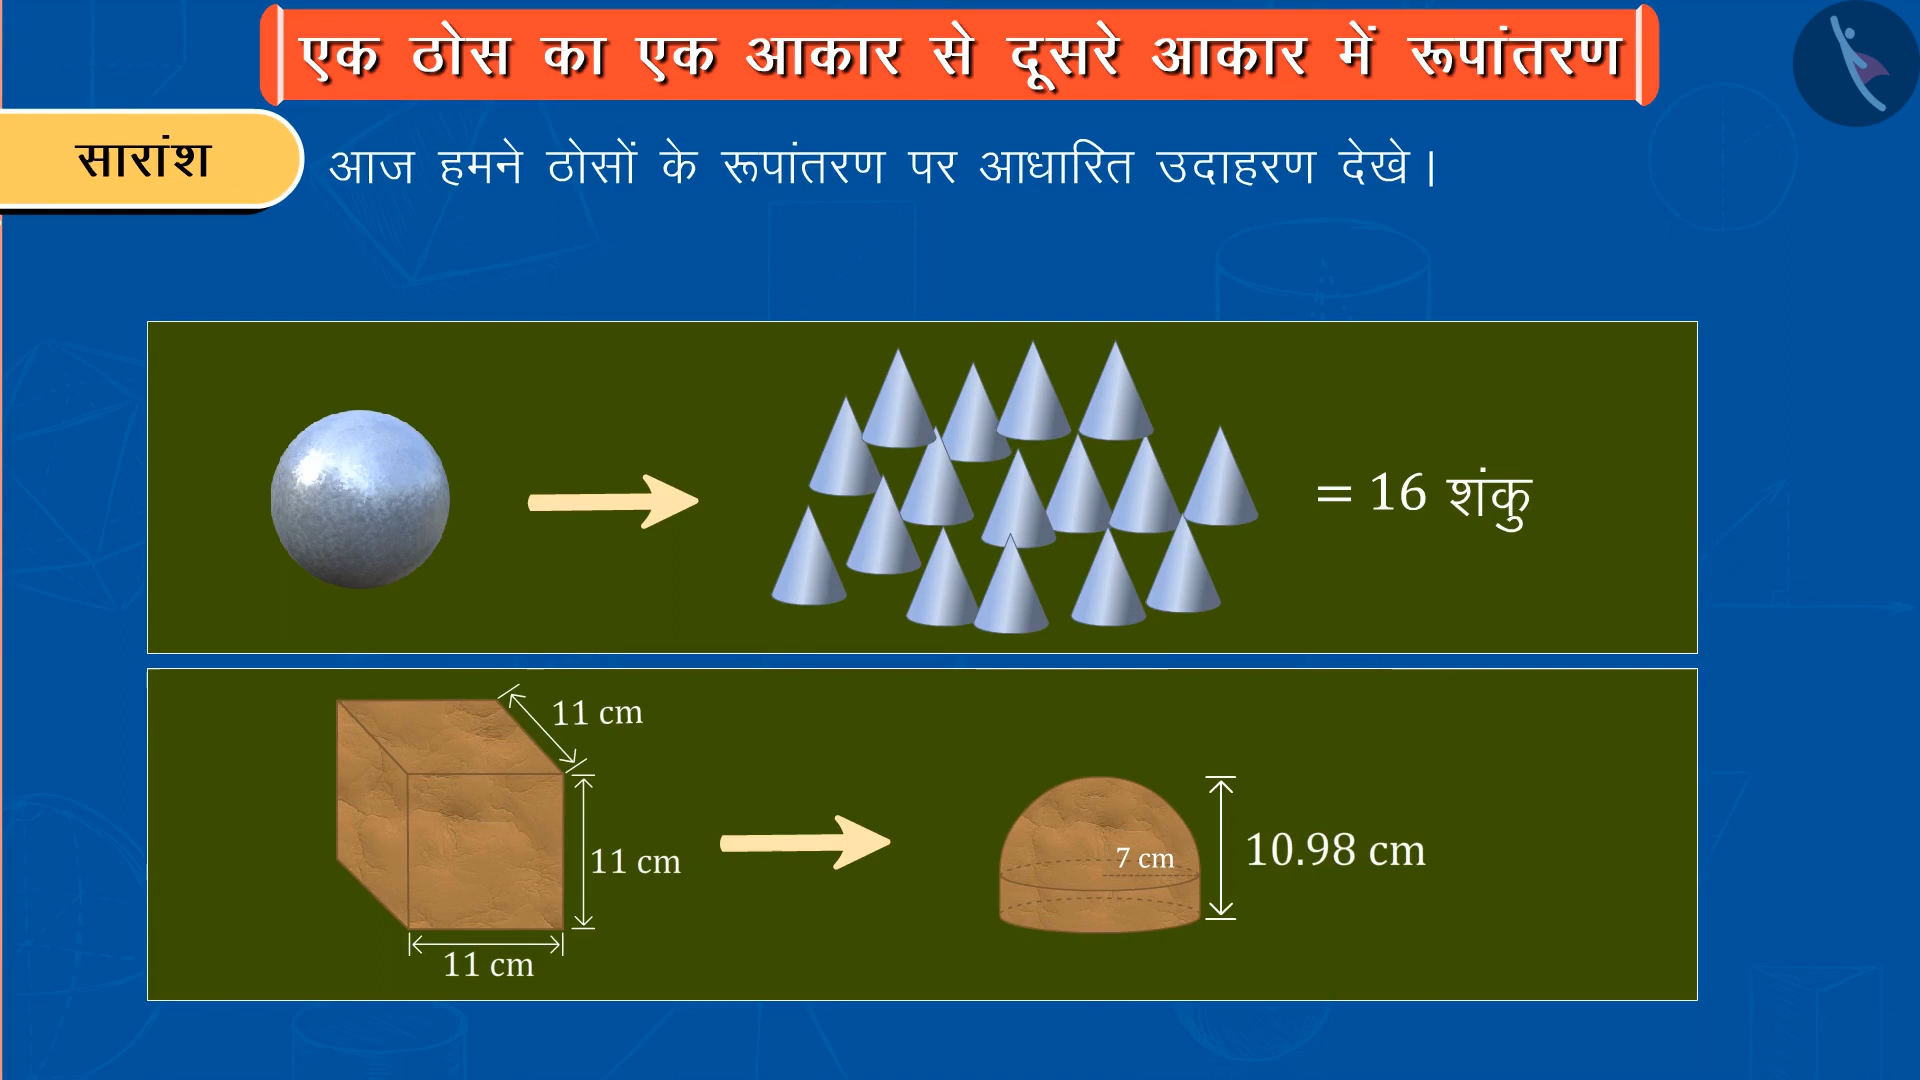 एक ठोस का एक आकार से दूसरे आकार में रूपांतरण
सारांश
आज हमने ठोसों के रूपांतरण पर आधारित उदाहरण देखे।
= 16 शंकु
11 cm
11 cm
11 cm
7 cm
10.98 cm